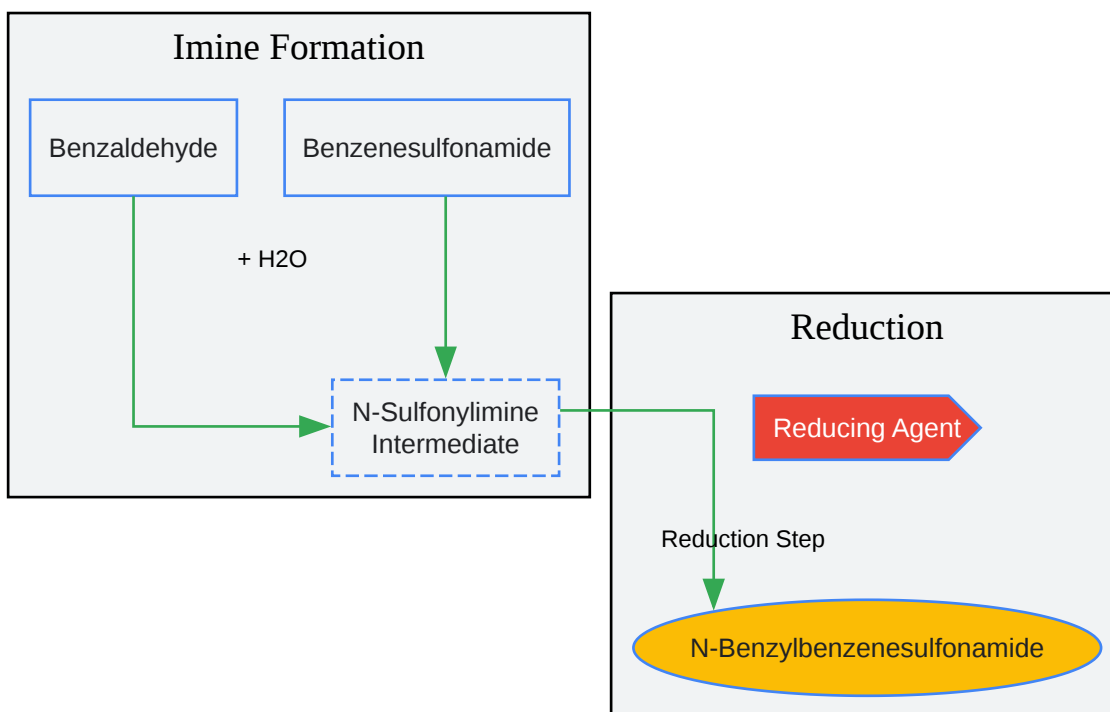 Imine Formation
Benzaldehyde
Benzenesulfonamide
+ H2O
N-Sulfonylimine
Intermediate
Reduction
Reducing Agent
Reduction Step
N-Benzylbenzenesulfonamide